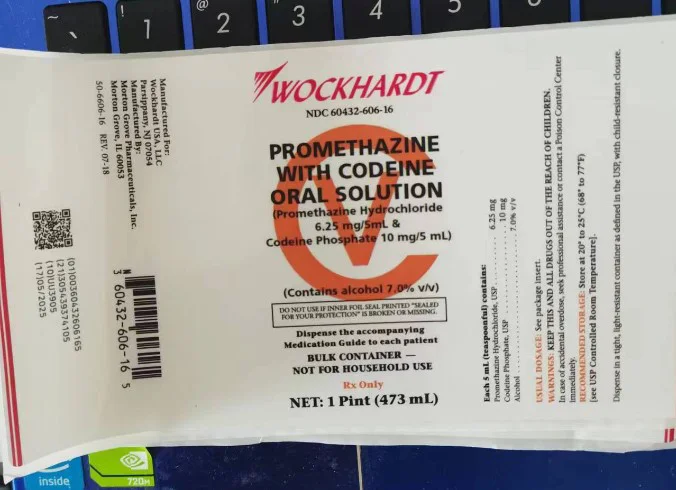 ~
!
1
@
2
3
4
5
6
WOCKHARDT
NDC 60432-606-16
PROMETHAZINE
WITH CODEINE
ORAL SOLUTION
(Promethazine Hydrochloride
6.25 mg/5mL &
Codeine Phosphate 10 mg/5 mL)
(Contains alcohol 7.0% v/v)
DO NOT USE IF INNER FOIL SEAL PRINTED "SEALED
FOR YOUR PROTECTION" IS BROKEN OR MISSING.
Dispense the accompanying
Medication Guide to each patient
BULK CONTAINER —
NOT FOR HOUSEHOLD USE
Rx Only
NET: 1 Pint (473 mL)
Manufactured For:
Wockhardt USA, LLC
Parsippany, NJ 07054
Manufactured By:
Morton Grove Pharmaceuticals, Inc.
Morton Grove, IL 60053
50-6606-16 REV. 07-18
(01)00360432606165
(21)305439374105
(10)UU3905
(17)05/2025
3 60432-606-16 5
Each 5 mL (teaspoonful) contains:
Promethazine Hydrochloride, USP 6.25 mg
Codeine Phosphate, USP 10 mg
Alcohol 7.0% v/v
USUAL DOSAGE: See package insert.
WARNINGS: KEEP THIS AND ALL DRUGS OUT OF THE REACH OF CHILDREN.
In case of accidental overdose, seek professional assistance or contact a Poison Control Center
immediately.
RECOMMENDED STORAGE: Store at 20° to 25°C (68° to 77°F)
[see USP Controlled Room Temperature].
Dispense in a tight, light-resistant container as defined in the USP, with child-resistant closure.
inside
720M